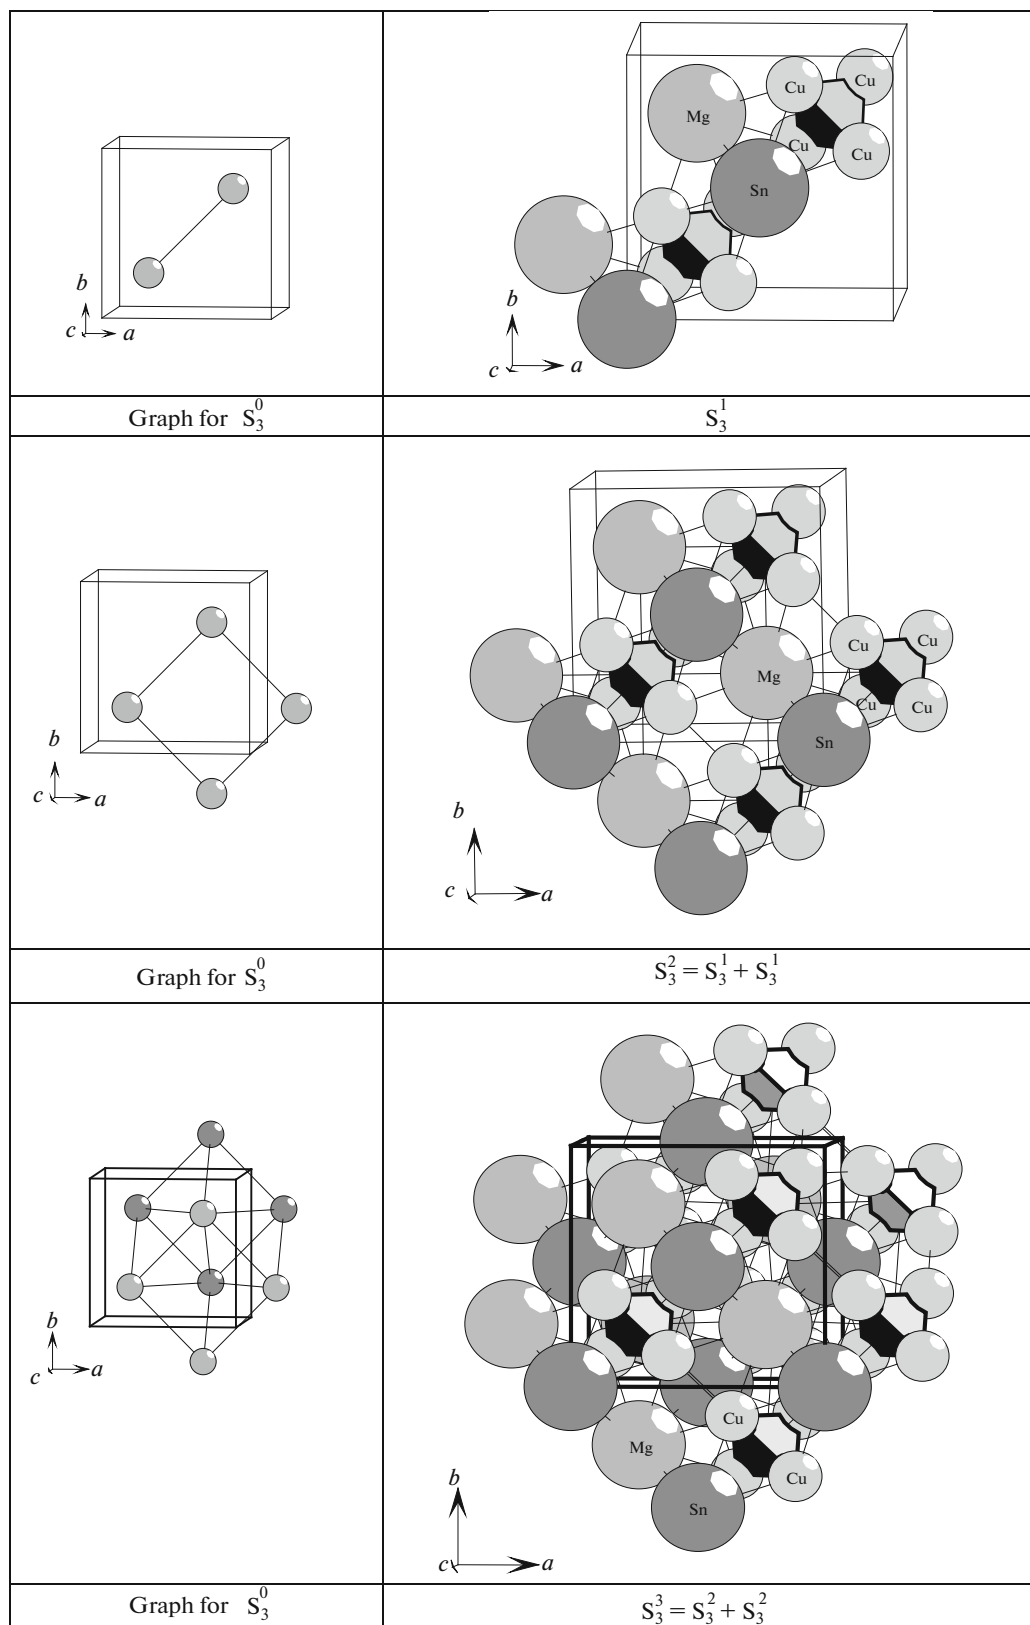 b
c a
Mg
Cu
Cu
Cu
Cu
Sn
b
c a
Graph for S₃⁰
S₃¹
b
c a
Mg
Cu
Cu
Cu
Cu
Sn
b
c a
Graph for S₃⁰
S₃² = S₃¹ + S₃¹
b
c a
Cu
Mg
Cu
Sn
b
c a
Graph for S₃⁰
S₃³ = S₃² + S₃²